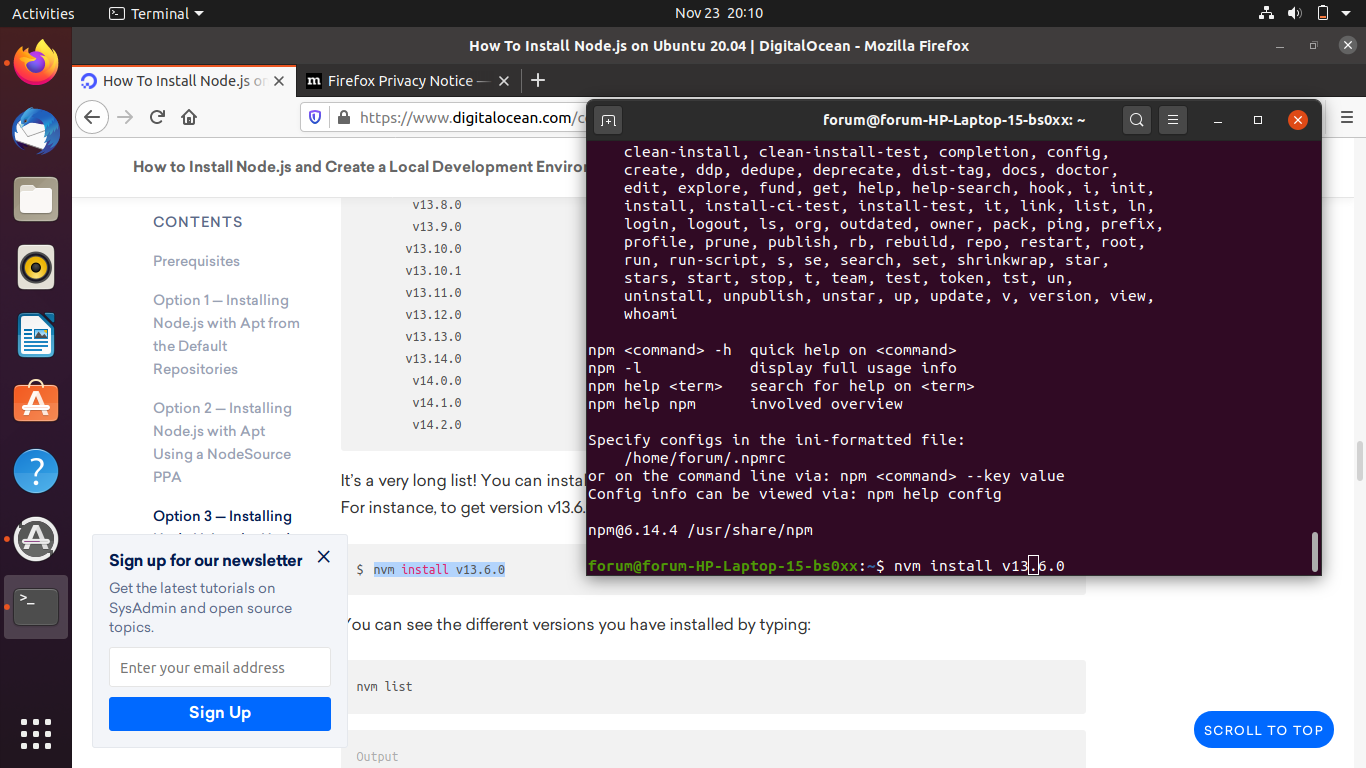 Activities
Terminal
Nov 23 20:10
How To Install Node.js on Ubuntu 20.04 | DigitalOcean - Mozilla Firefox
How To Install Node.js on
Firefox Privacy Notice —
https://www.digitalocean.com/c
How to Install Node.js and Create a Local Development Enviro
CONTENTS
Prerequisites
Option 1 — Installing
Node.js with Apt from
the Default
Repositories
Option 2 — Installing
Node.js with Apt
Using a NodeSource
PPA
Option 3 — Installing
v13.8.0
v13.9.0
v13.10.0
v13.10.1
v13.11.0
v13.12.0
v13.13.0
v13.14.0
v14.0.0
v14.1.0
v14.2.0
It's a very long list! You can instal
For instance, to get version v13.6.
$ nvm install v13.6.0
You can see the different versions you have installed by typing:
nvm list
Output
SCROLL TO TOP
Sign up for our newsletter
Get the latest tutorials on
SysAdmin and open source
topics.
Enter your email address
Sign Up
forum@forum-HP-Laptop-15-bs0xx: ~
clean-install, clean-install-test, completion, config,
create, ddp, dedupe, deprecate, dist-tag, docs, doctor,
edit, explore, fund, get, help, help-search, hook, i, init,
install, install-ci-test, install-test, it, link, list, ln,
login, logout, ls, org, outdated, owner, pack, ping, prefix,
profile, prune, publish, rb, rebuild, repo, restart, root,
run, run-script, s, se, search, set, shrinkwrap, star,
stars, start, stop, t, team, test, token, tst, un,
uninstall, unpublish, unstar, up, update, v, version, view,
whoami
npm <command> -h  quick help on <command>
npm -l            display full usage info
npm help <term>   search for help on <term>
npm help npm      involved overview
Specify configs in the ini-formatted file:
/home/forum/.npmrc
or on the command line via: npm <command> --key value
Config info can be viewed via: npm help config
npm@6.14.4 /usr/share/npm
forum@forum-HP-Laptop-15-bs0xx:~$ nvm install v13.6.0